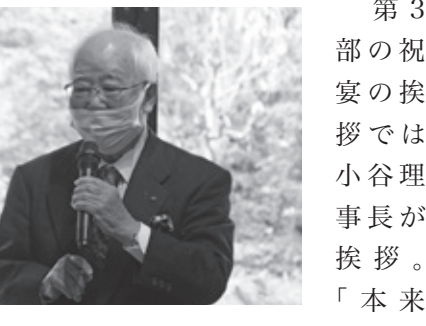 第３
部の祝
宴の挨
拶では
小谷理
事長が
挨拶。
「本来